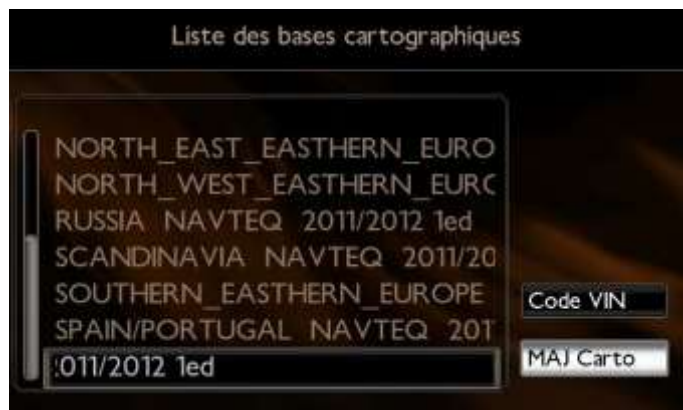 Liste des bases cartographiques
NORTH_EAST_EASTHERN_EURO
NORTH_WEST_EASTHERN_EURC
RUSSIA NAVTEQ 2011/2012 1ed
SCANDINAVIA NAVTEQ 2011/20
SOUTHERN_EASTHERN_EUROPE
SPAIN/PORTUGAL NAVTEQ 201
:011/2012 1ed
Code VIN
MAJ Carto